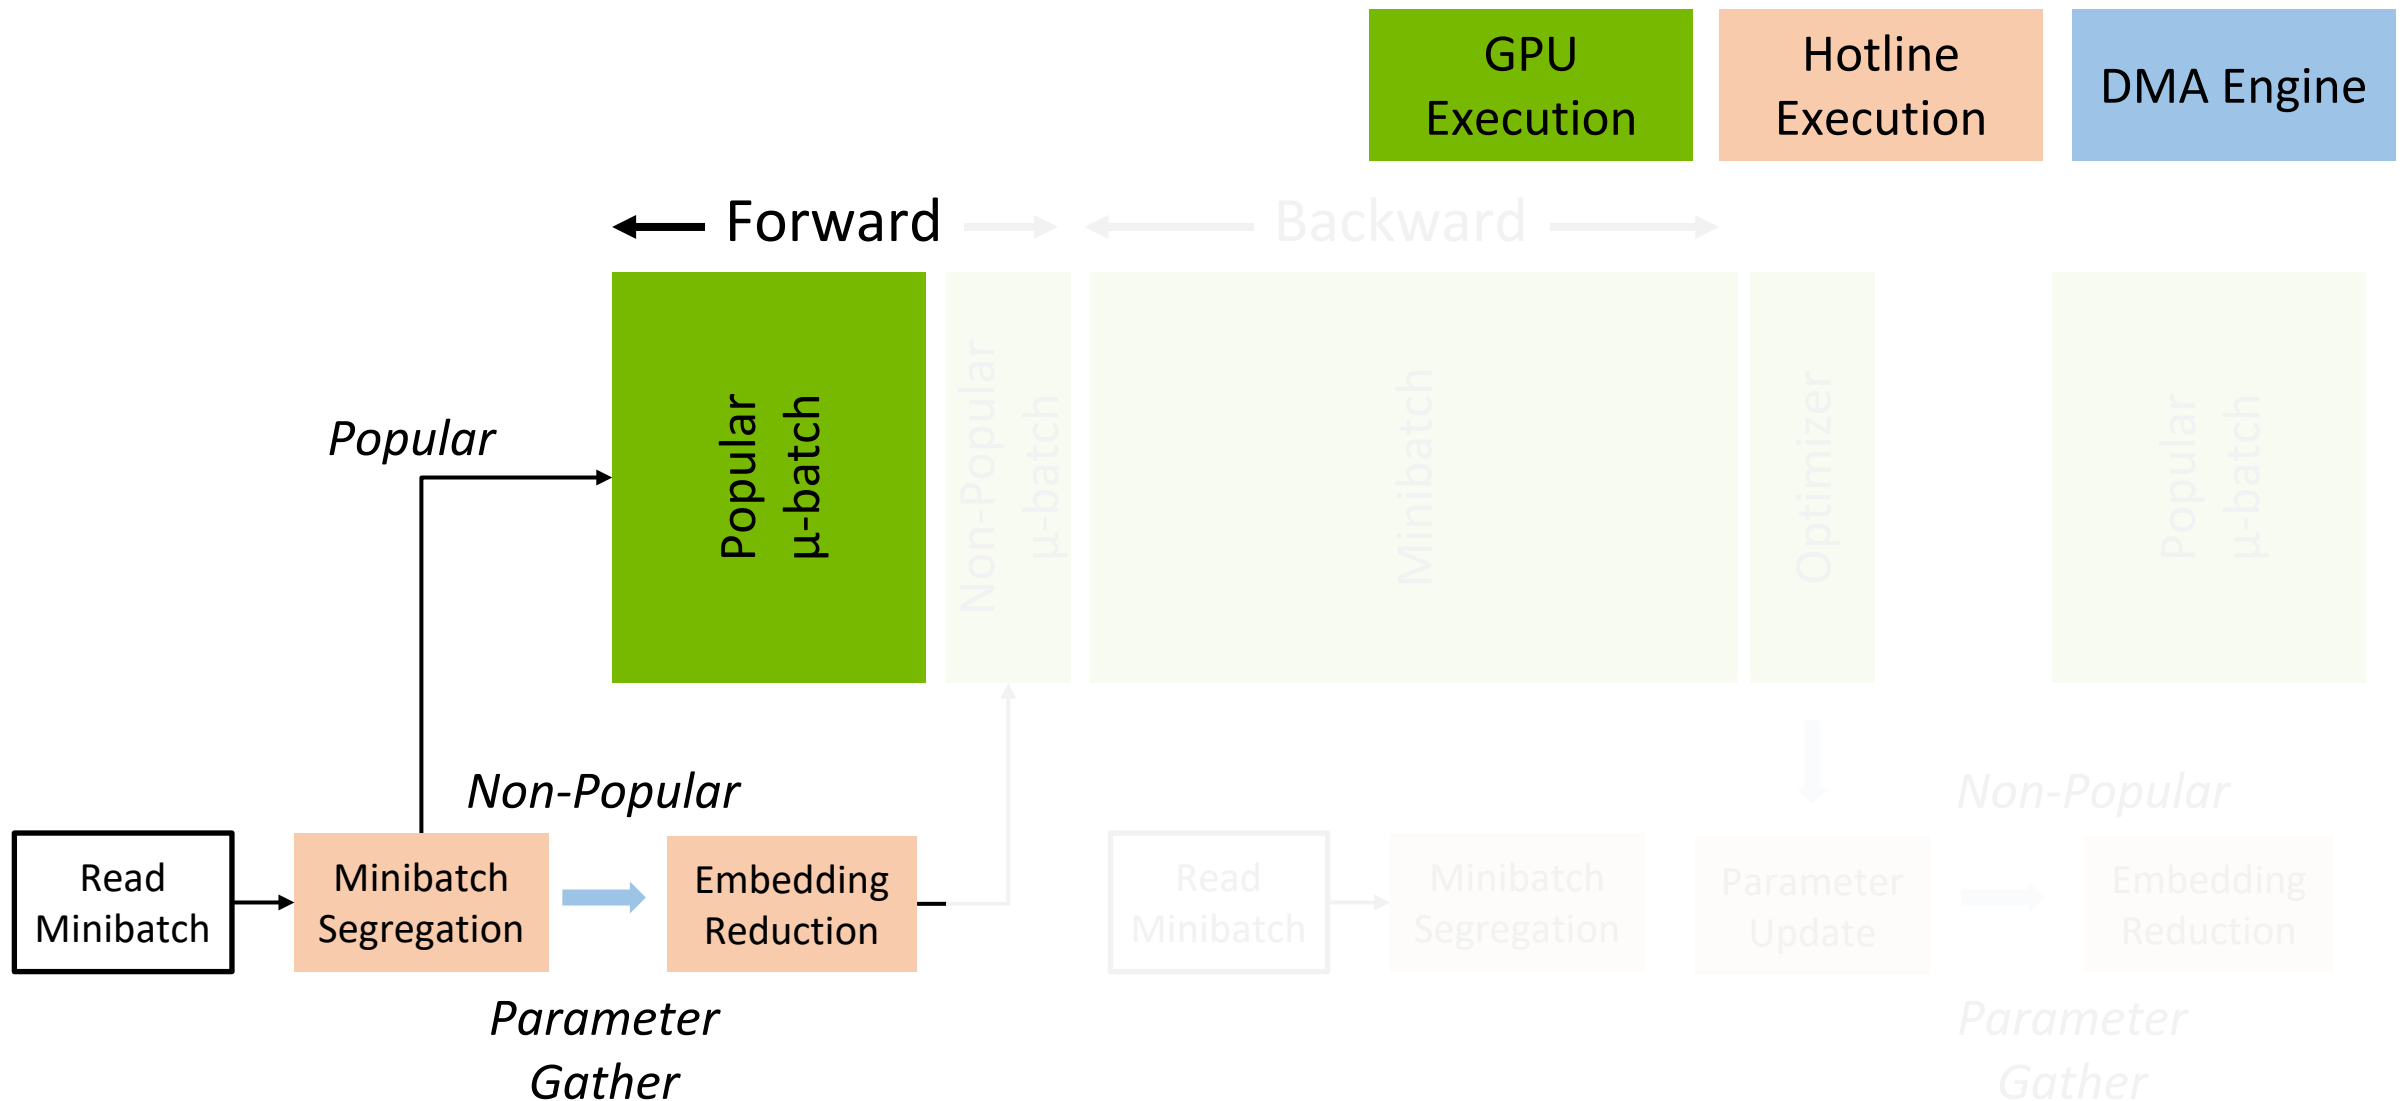 GPU
Execution
Hotline
Execution
DMA Engine
Forward
Backward
Popular
Popular
µ-batch
Non-Popular
µ-batch
Minibatch
Optimizer
Popular
µ-batch
Non-Popular
Non-Popular
Read
Minibatch
Minibatch
Segregation
Embedding
Reduction
Read
Minibatch
Minibatch
Segregation
Parameter
Update
Embedding
Reduction
Parameter
Gather
Parameter
Gather